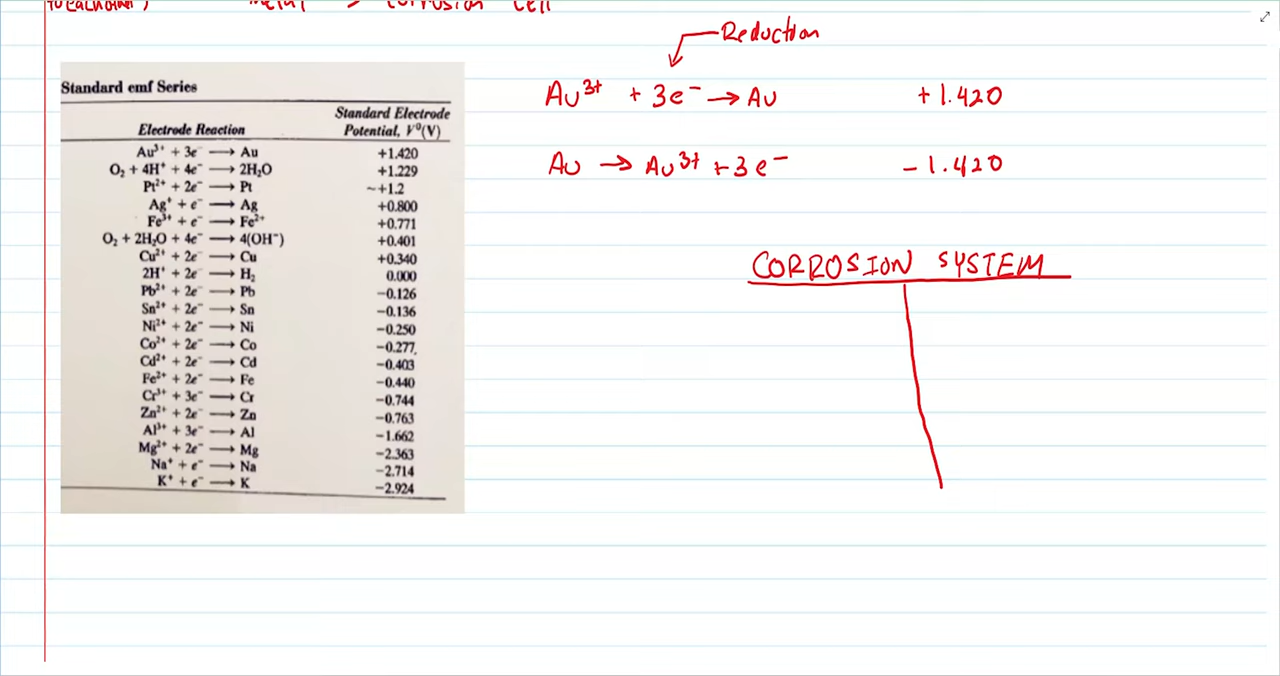 metal → corrosion cell
Reduction
Au³⁺ + 3e⁻ → Au +1.420
Au → Au³⁺ + 3e⁻ -1.420
CORROSION SYSTEM
Standard emf Series
Electrode Reaction Standard Electrode Potential, V⁰(V)
Au³⁺ + 3e⁻ ⟶ Au +1.420
O₂ + 4H⁺ + 4e⁻ ⟶ 2H₂O +1.229
Pt²⁺ + 2e⁻ ⟶ Pt ~+1.2
Ag⁺ + e⁻ ⟶ Ag +0.800
Fe³⁺ + e⁻ ⟶ Fe²⁺ +0.771
O₂ + 2H₂O + 4e⁻ ⟶ 4(OH⁻) +0.401
Cu²⁺ + 2e⁻ ⟶ Cu +0.340
2H⁺ + 2e⁻ ⟶ H₂ 0.000
Pb²⁺ + 2e⁻ ⟶ Pb −0.126
Sn²⁺ + 2e⁻ ⟶ Sn −0.136
Ni²⁺ + 2e⁻ ⟶ Ni −0.250
Co²⁺ + 2e⁻ ⟶ Co −0.277
Cd²⁺ + 2e⁻ ⟶ Cd −0.403
Fe²⁺ + 2e⁻ ⟶ Fe −0.440
Cr³⁺ + 3e⁻ ⟶ Cr −0.744
Zn²⁺ + 2e⁻ ⟶ Zn −0.763
Al³⁺ + 3e⁻ ⟶ Al −1.662
Mg²⁺ + 2e⁻ ⟶ Mg −2.363
Na⁺ + e⁻ ⟶ Na −2.714
K⁺ + e⁻ ⟶ K −2.924